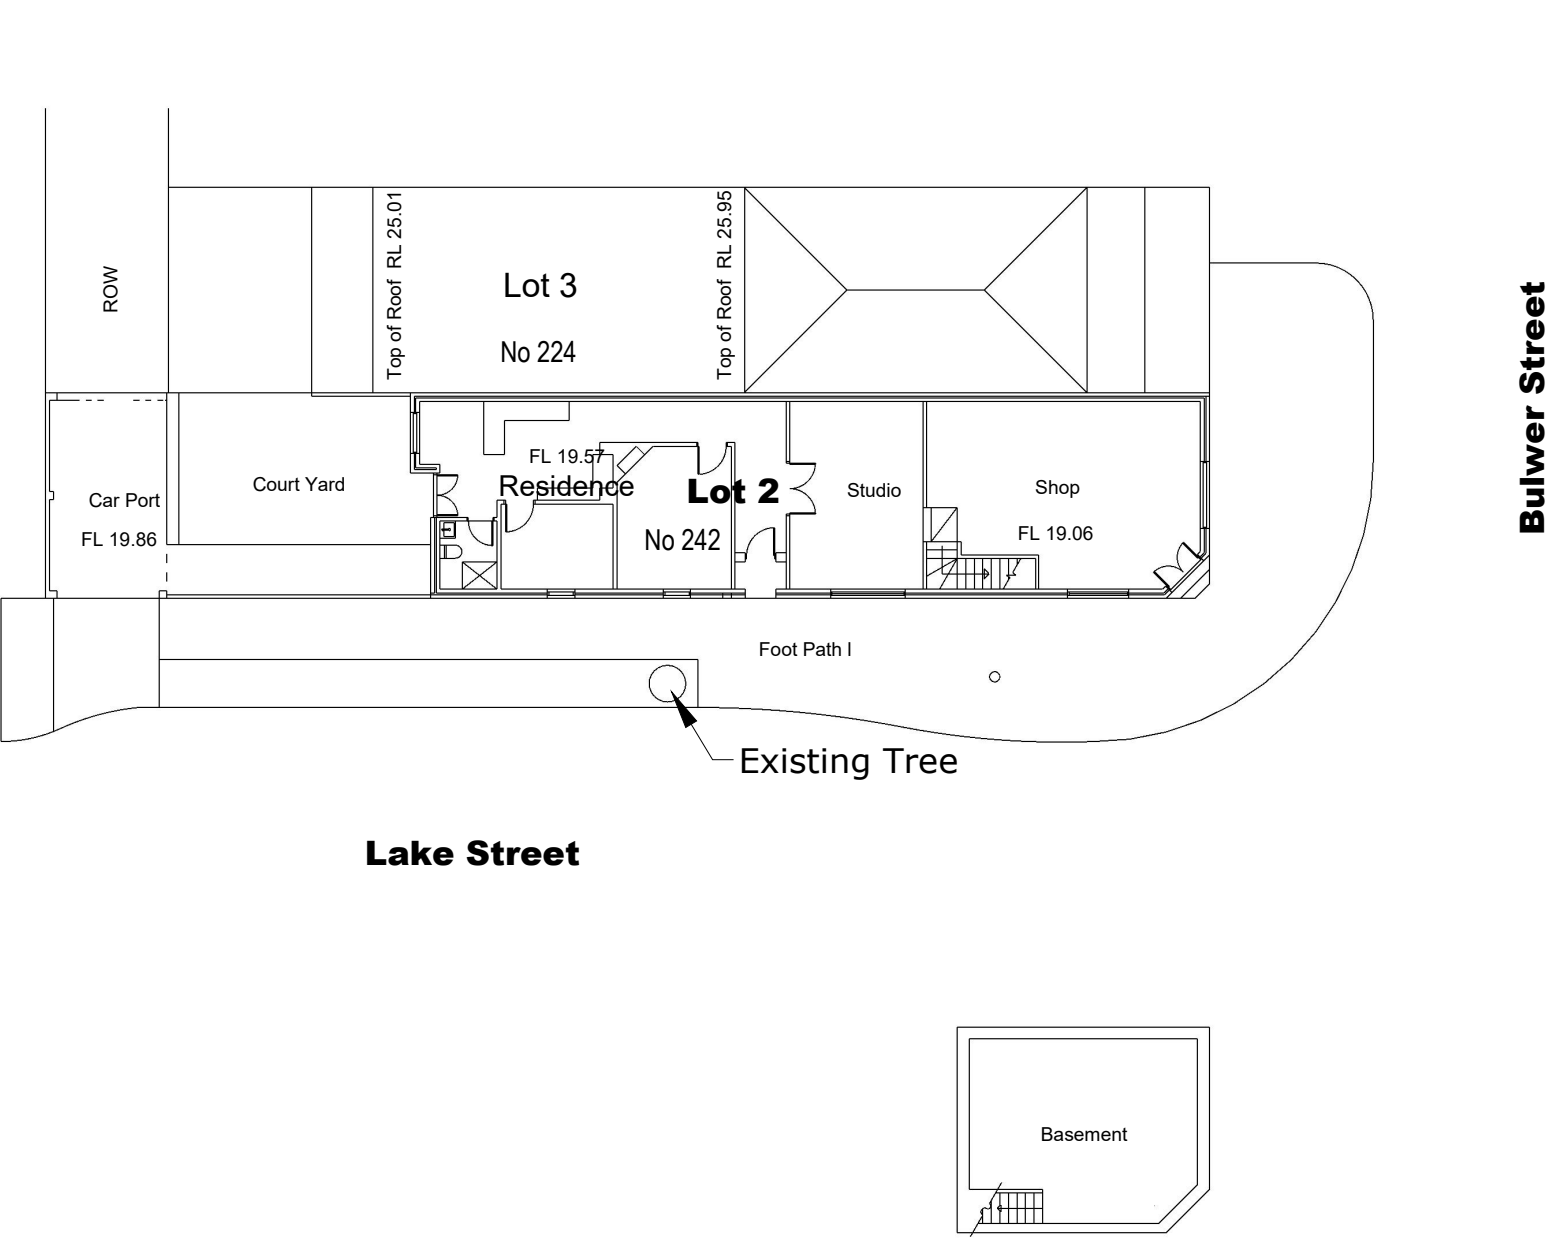 Top of Roof RL 25.01
Top of Roof RL 25.95
ROW
Lot 3
No 224
Bulwer Street
FL 19.57
Residence
Court Yard
Car Port
FL 19.86
Lot 2
No 242
Studio
Shop
FL 19.06
Foot Path l
Existing Tree
Lake Street
Basement